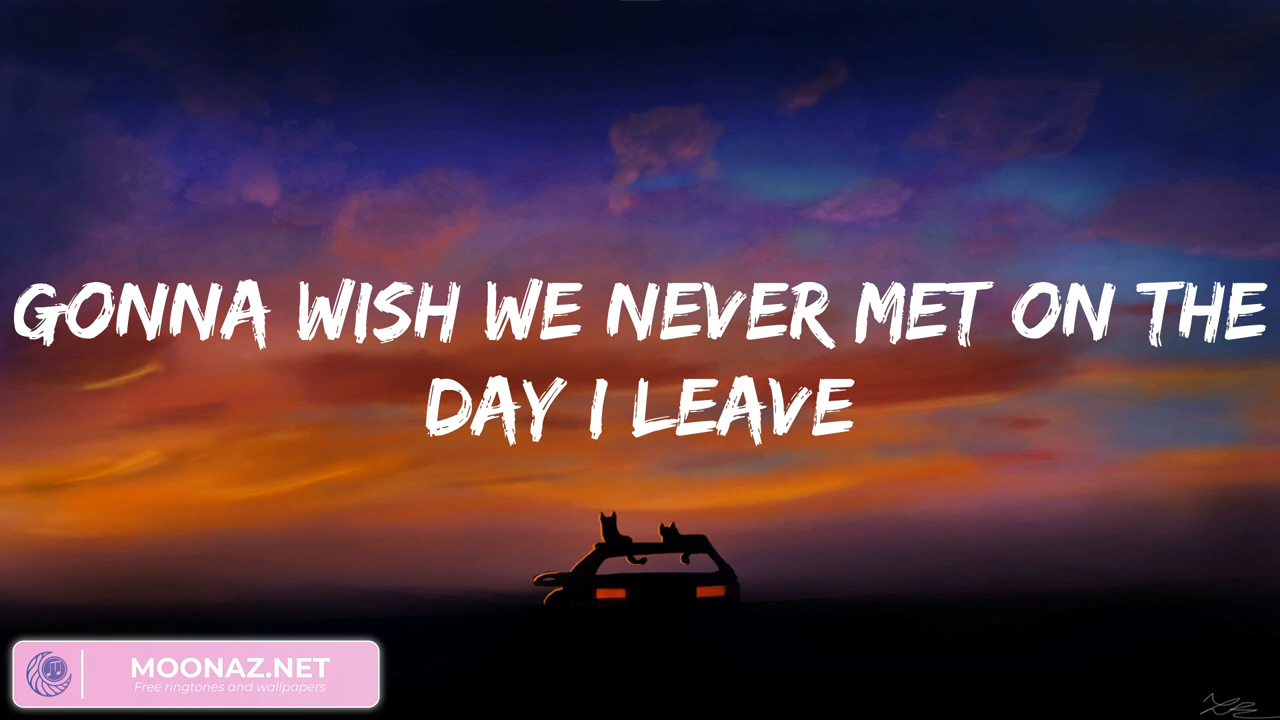 GONNA WISH WE NEVER MET ON THE
DAY I LEAVE
MOONAZ.NET
Free ringtones and wallpapers